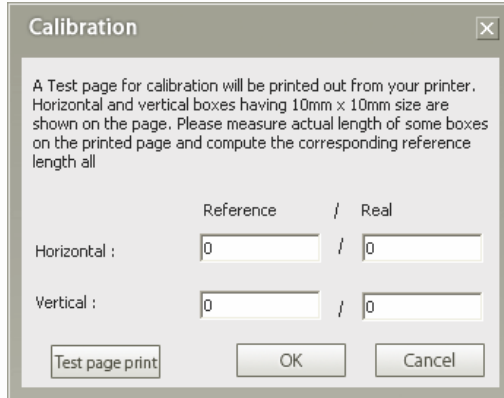 Calibration
A Test page for calibration will be printed out from your printer.
Horizontal and vertical boxes having 10mm x 10mm size are
shown on the page. Please measure actual length of some boxes
on the printed page and compute the corresponding reference
length all
Reference / Real
Horizontal : 0 / 0
Vertical : 0 / 0
Test page print OK Cancel